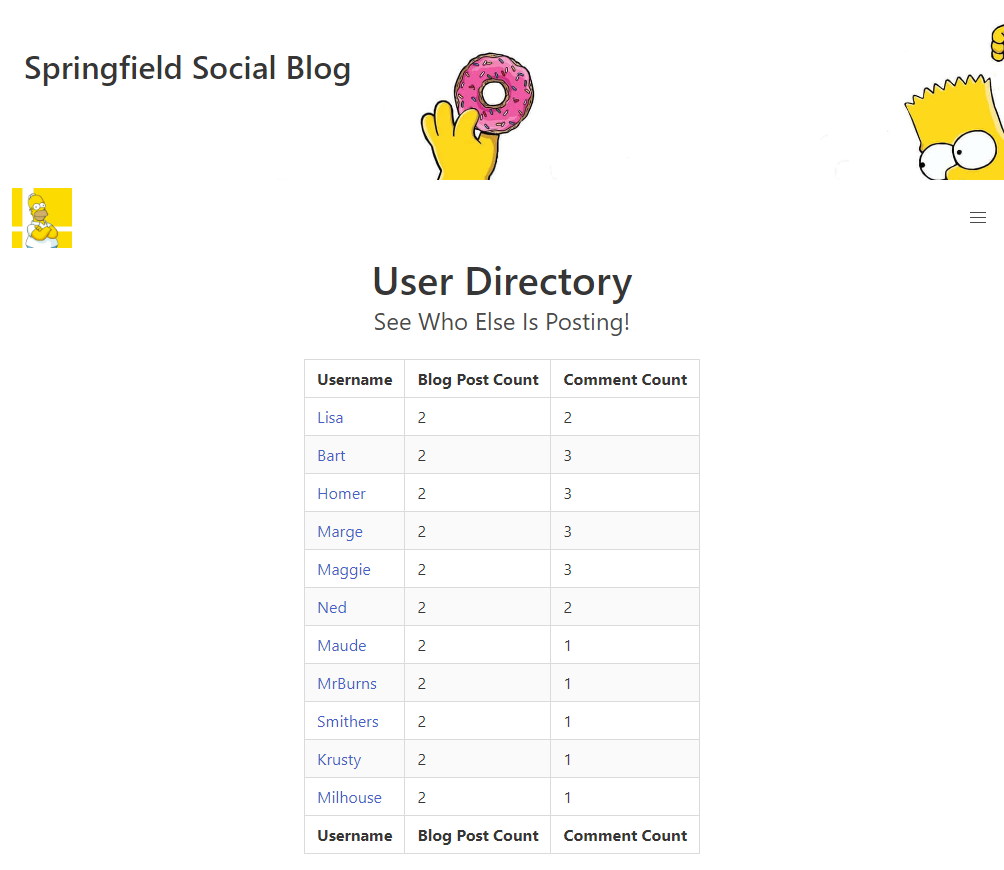 Springfield Social Blog
User Directory
See Who Else Is Posting!
Username Blog Post Count Comment Count
Lisa 2 2
Bart 2 3
Homer 2 3
Marge 2 3
Maggie 2 3
Ned 2 2
Maude 2 1
MrBurns 2 1
Smithers 2 1
Krusty 2 1
Milhouse 2 1
Username Blog Post Count Comment Count